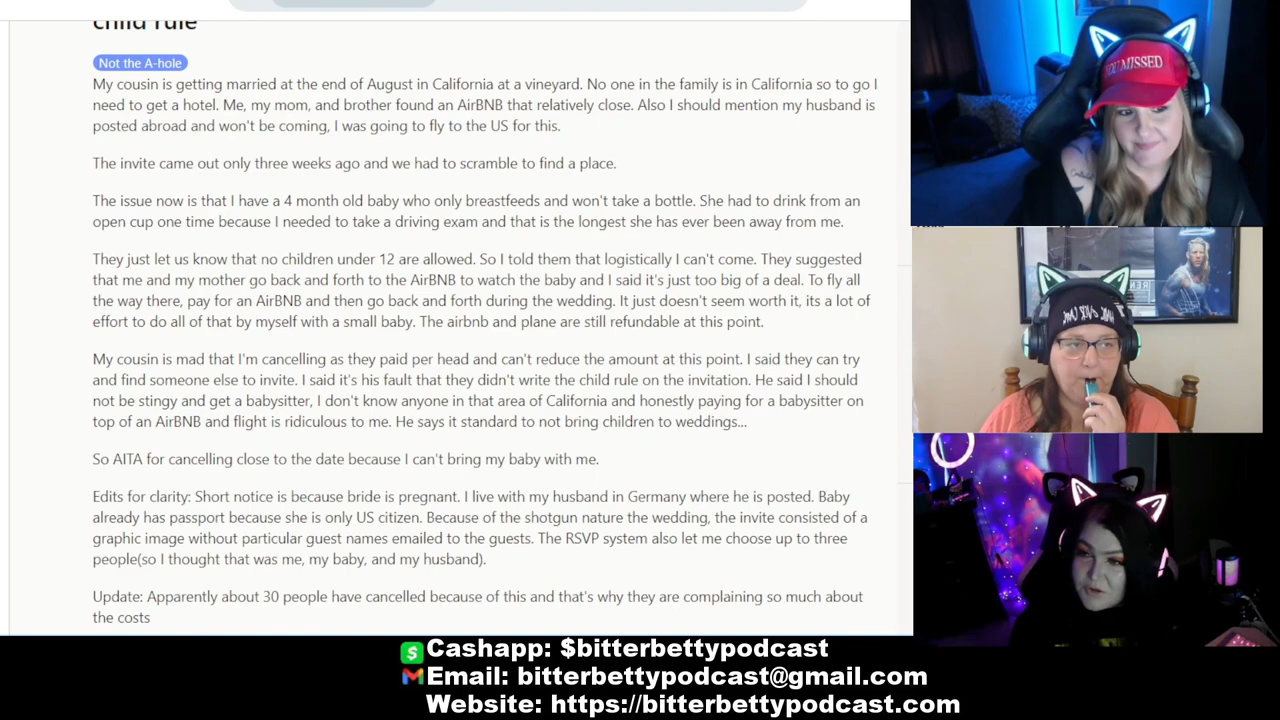 child rule
Not the A-hole
My cousin is getting married at the end of August in California at a vineyard. No one in the family is in California so to go I
need to get a hotel. Me, my mom, and brother found an AirBNB that relatively close. Also I should mention my husband is
posted abroad and won't be coming, I was going to fly to the US for this.
The invite came out only three weeks ago and we had to scramble to find a place.
The issue now is that I have a 4 month old baby who only breastfeeds and won't take a bottle. She had to drink from an
open cup one time because I needed to take a driving exam and that is the longest she has ever been away from me.
They just let us know that no children under 12 are allowed. So I told them that logistically I can't come. They suggested
that me and my mother go back and forth to the AirBNB to watch the baby and I said it's just too big of a deal. To fly all
the way there, pay for an AirBNB and then go back and forth during the wedding. It just doesn't seem worth it, its a lot of
effort to do all of that by myself with a small baby. The airbnb and plane are still refundable at this point.
My cousin is mad that I'm cancelling as they paid per head and can't reduce the amount at this point. I said they can try
and find someone else to invite. I said it's his fault that they didn't write the child rule on the invitation. He said I should
not be stingy and get a babysitter, I don't know anyone in that area of California and honestly paying for a babysitter on
top of an AirBNB and flight is ridiculous to me. He says it standard to not bring children to weddings...
So AITA for cancelling close to the date because I can't bring my baby with me.
Edits for clarity: Short notice is because bride is pregnant. I live with my husband in Germany where he is posted. Baby
already has passport because she is only US citizen. Because of the shotgun nature the wedding, the invite consisted of a
graphic image without particular guest names emailed to the guests. The RSVP system also let me choose up to three
people(so I thought that was me, my baby, and my husband).
Update: Apparently about 30 people have cancelled because of this and that's why they are complaining so much about
the costs
MISSED
$ Cashapp: $bitterbettypodcast
Email: bitterbettypodcast@gmail.com
Website: https://bitterbettypodcast.com